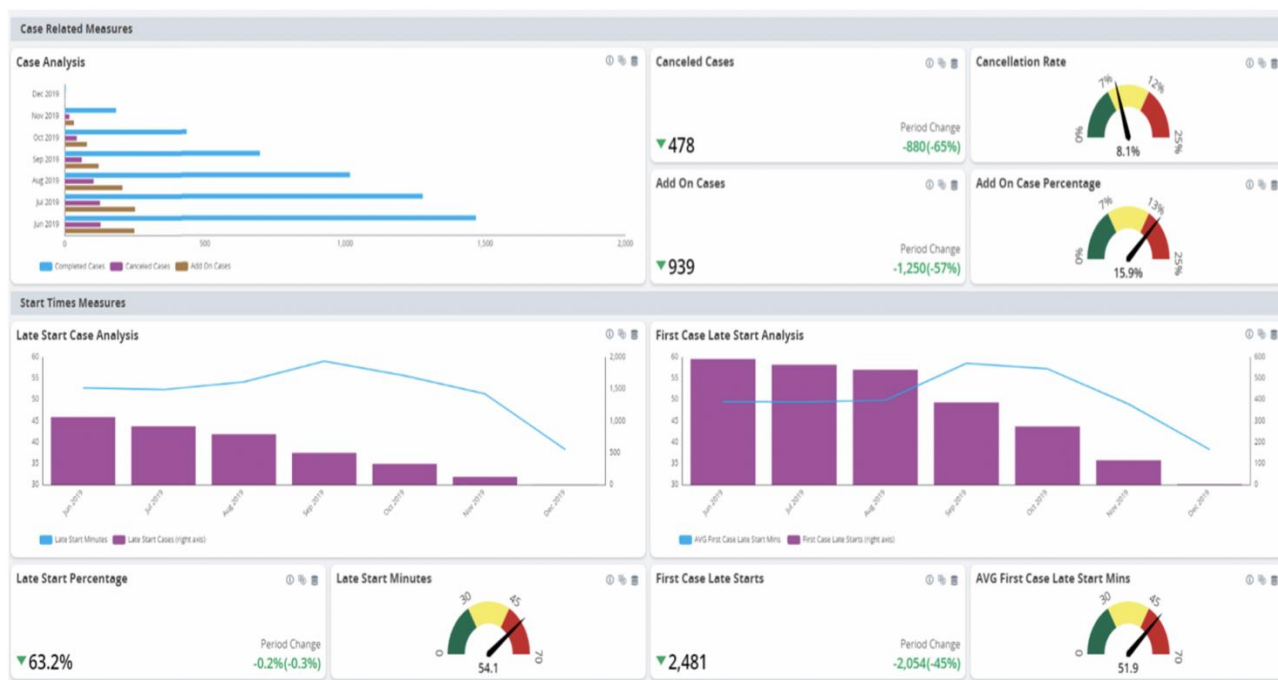 Case Related Measures
Case Analysis
Dec 2019
Nov 2019
Oct 2019
Sep 2019
Aug 2019
Jul 2019
Jun 2019
0 500 1,000 1,500 2,000
Completed Cases Canceled Cases Add On Cases
Canceled Cases
Period Change
478 -880(-65%)
Cancellation Rate
0% 7% 12% 25%
8.1%
Add On Cases
Period Change
939 -1,250(-57%)
Add On Case Percentage
0% 7% 13% 25%
15.9%
Start Times Measures
Late Start Case Analysis
60 2,000
55
50 1,500
45 1,000
40
35 500
30 0
Jun 2019 Jul 2019 Aug 2019 Sep 2019 Oct 2019 Nov 2019 Dec 2019
Late Start Minutes Late Start Cases (right axis)
First Case Late Start Analysis
60 600
55 500
50 400
45 300
40 200
35 100
30 0
Jun 2019 Jul 2019 Aug 2019 Sep 2019 Oct 2019 Nov 2019 Dec 2019
AVG First Case Late Start Mins First Case Late Starts (right axis)
Late Start Percentage
Period Change
63.2% -0.2%(-0.3%)
Late Start Minutes
0 30 45 70
54.1
First Case Late Starts
Period Change
2,481 -2,054(-45%)
AVG First Case Late Start Mins
0 30 45 70
51.9